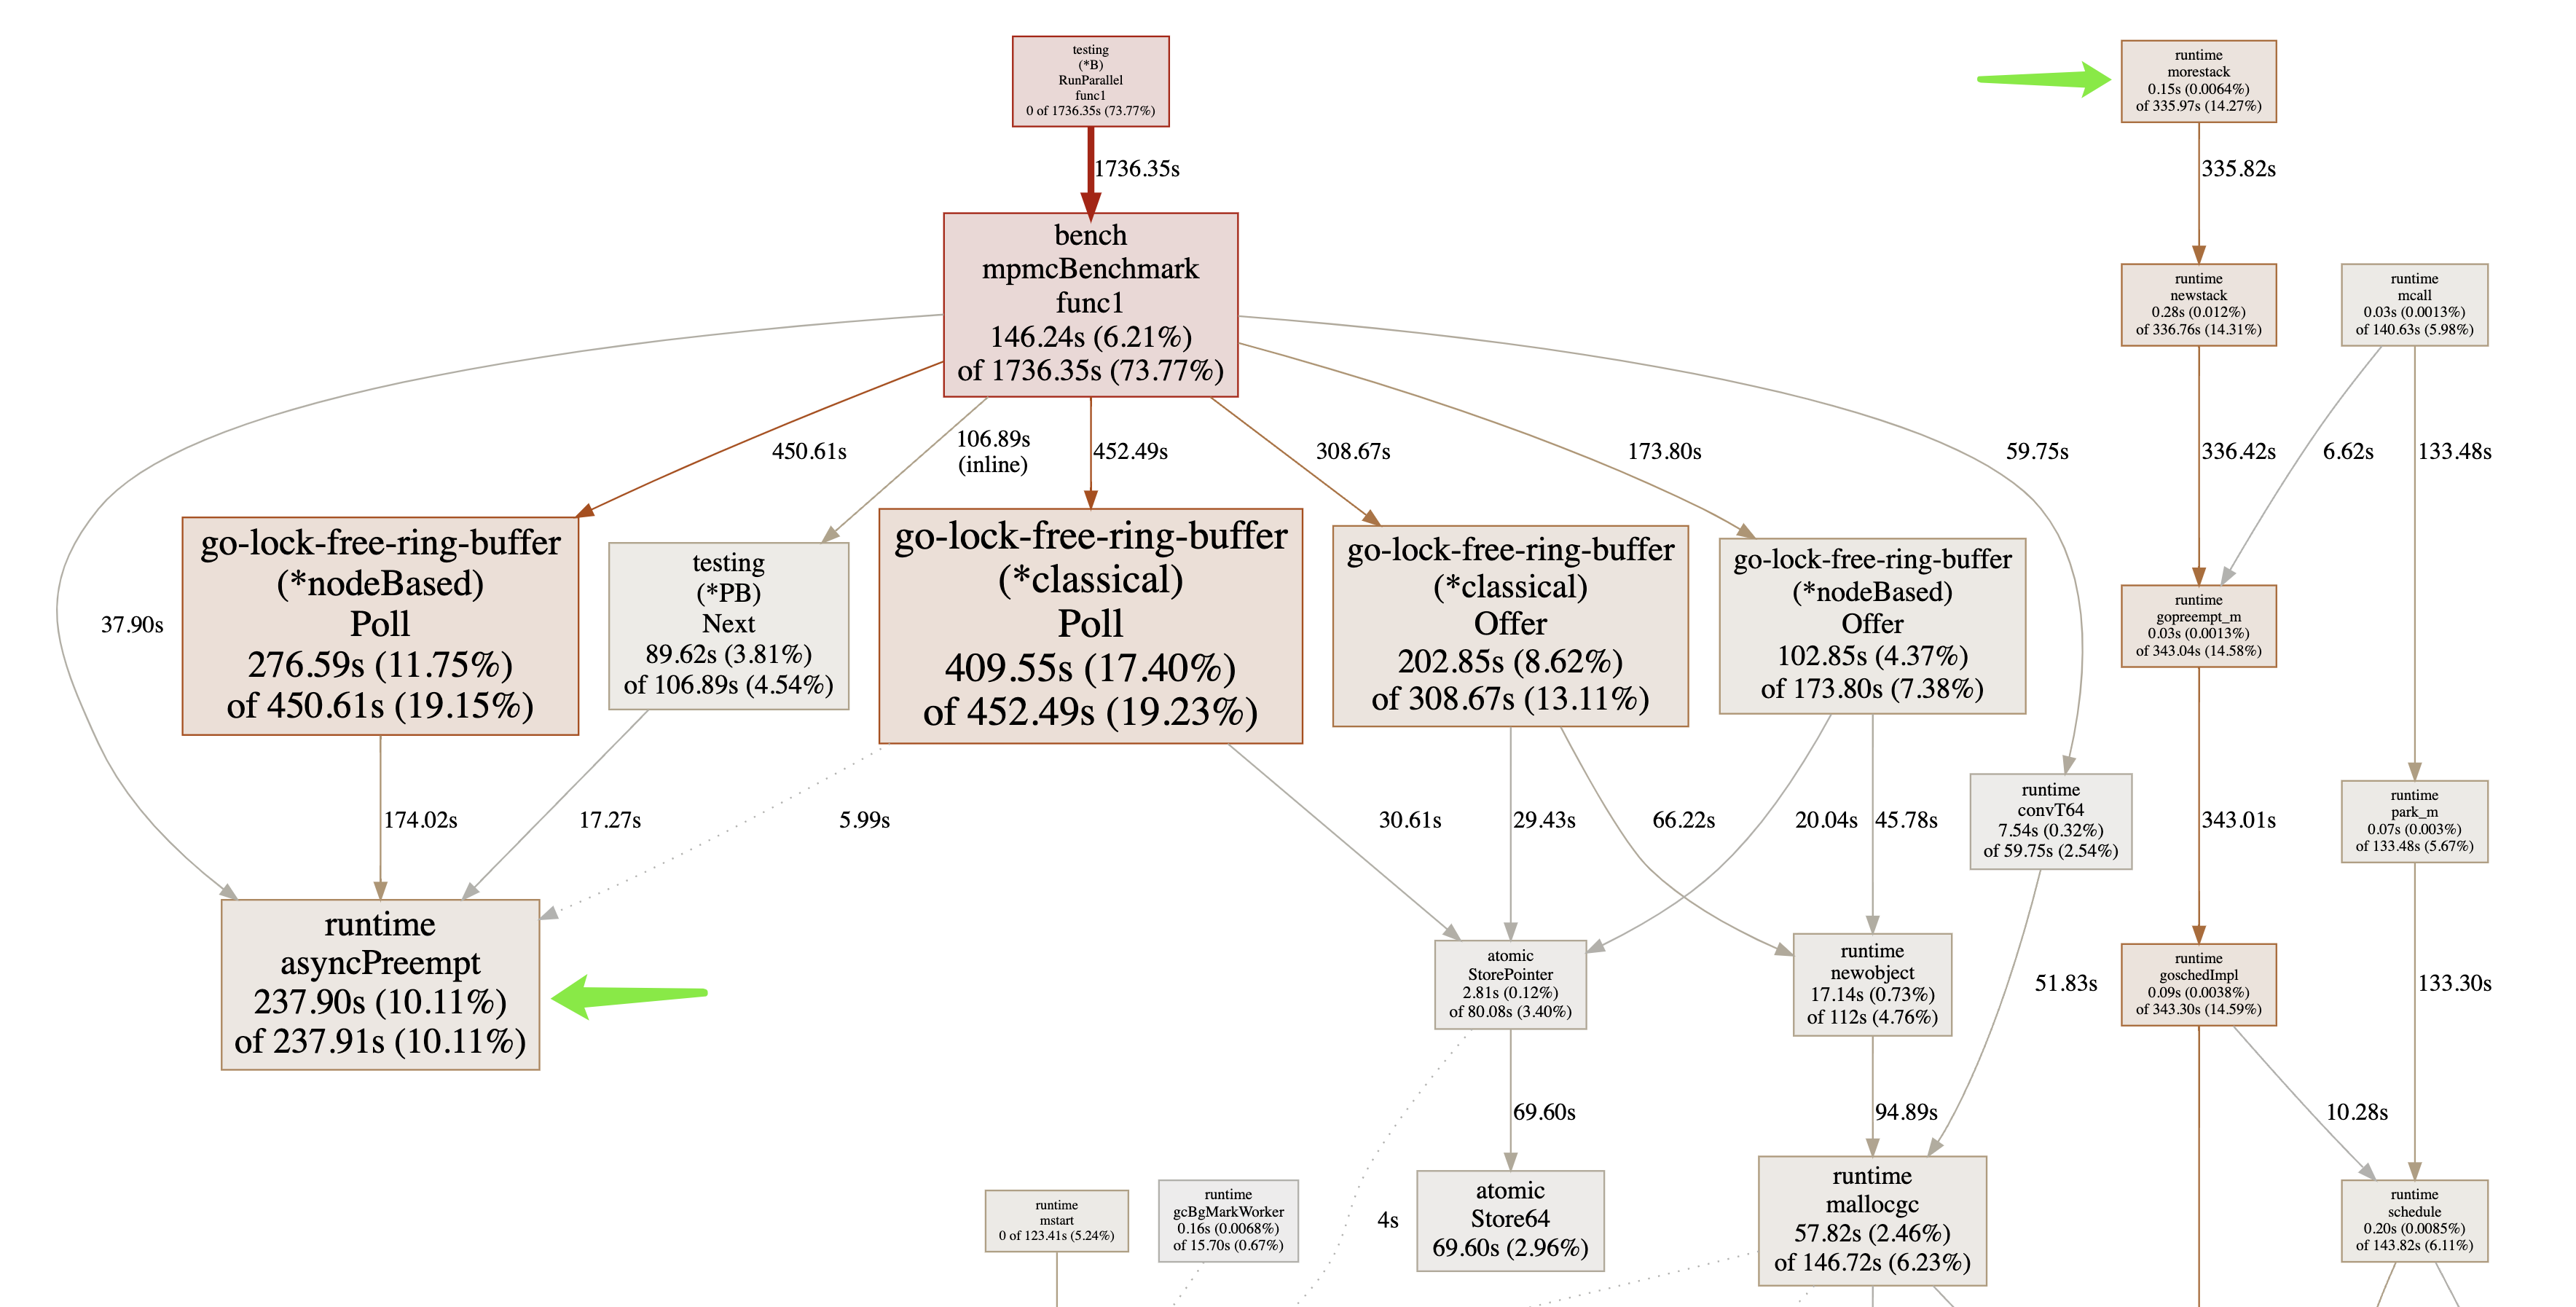 testing
(*B)
RunParallel
func1
0 of 1736.35s (73.77%)
runtime
morestack
0.15s (0.0064%)
of 335.97s (14.27%)
1736.35s
335.82s
bench
mpmcBenchmark
func1
146.24s (6.21%)
of 1736.35s (73.77%)
runtime
newstack
0.28s (0.012%)
of 336.76s (14.31%)
runtime
mcall
0.03s (0.0013%)
of 140.63s (5.98%)
450.61s
106.89s
(inline)
452.49s
308.67s
173.80s
59.75s
336.42s
6.62s
133.48s
37.90s
go-lock-free-ring-buffer
(*nodeBased)
Poll
276.59s (11.75%)
of 450.61s (19.15%)
testing
(*PB)
Next
89.62s (3.81%)
of 106.89s (4.54%)
go-lock-free-ring-buffer
(*classical)
Poll
409.55s (17.40%)
of 452.49s (19.23%)
go-lock-free-ring-buffer
(*classical)
Offer
202.85s (8.62%)
of 308.67s (13.11%)
go-lock-free-ring-buffer
(*nodeBased)
Offer
102.85s (4.37%)
of 173.80s (7.38%)
runtime
gopreempt_m
0.03s (0.0013%)
of 343.04s (14.58%)
174.02s
17.27s
5.99s
30.61s
29.43s
66.22s
20.04s
45.78s
runtime
convT64
7.54s (0.32%)
of 59.75s (2.54%)
343.01s
runtime
park_m
0.07s (0.003%)
of 133.48s (5.67%)
runtime
asyncPreempt
237.90s (10.11%)
of 237.91s (10.11%)
atomic
StorePointer
2.81s (0.12%)
of 80.08s (3.40%)
runtime
newobject
17.14s (0.73%)
of 112s (4.76%)
51.83s
runtime
goschedImpl
0.09s (0.0038%)
of 343.30s (14.59%)
133.30s
69.60s
94.89s
10.28s
runtime
mstart
0 of 123.41s (5.24%)
runtime
gcBgMarkWorker
0.16s (0.0068%)
of 15.70s (0.67%)
4s
atomic
Store64
69.60s (2.96%)
runtime
mallocgc
57.82s (2.46%)
of 146.72s (6.23%)
runtime
schedule
0.20s (0.0085%)
of 143.82s (6.11%)